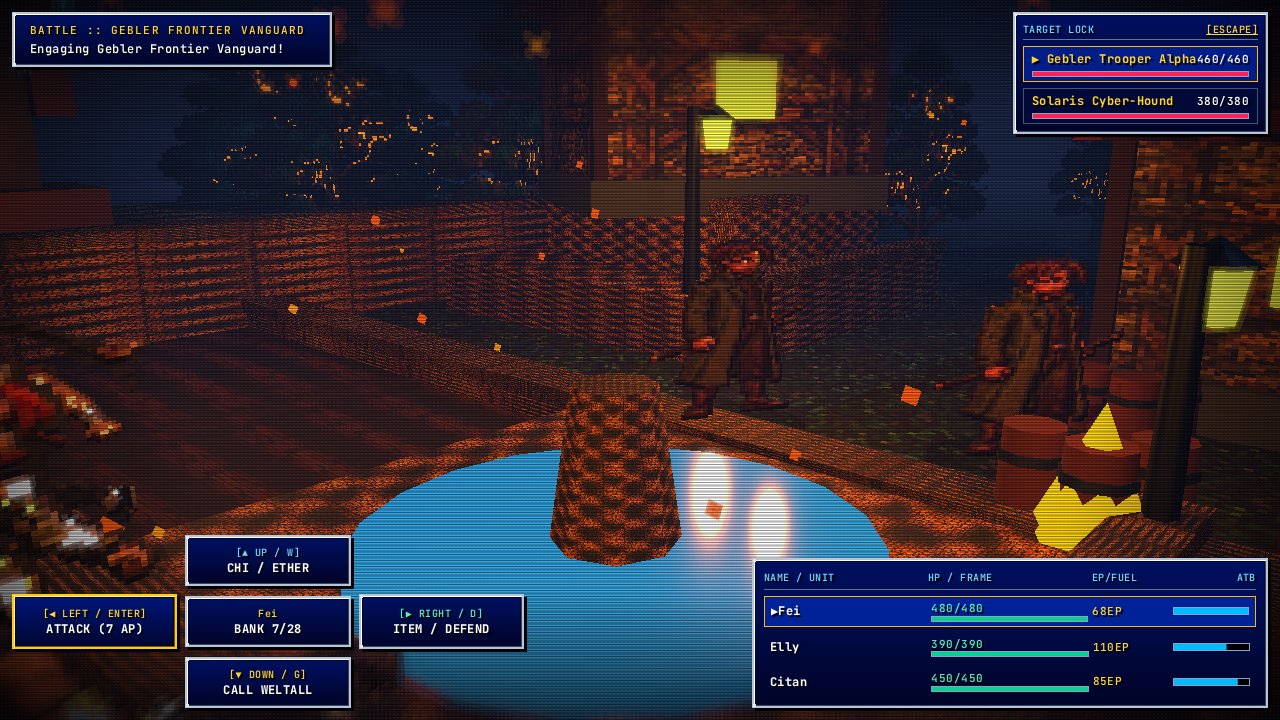 BATTLE :: GEBLER FRONTIER VANGUARD
Engaging Gebler Frontier Vanguard!
TARGET LOCK [ESCAPE]
▶ Gebler Trooper Alpha 460/460
Solaris Cyber-Hound 380/380
[▲ UP / W]
CHI / ETHER
[◀ LEFT / ENTER]
ATTACK (7 AP)
Fei
BANK 7/28
[▶ RIGHT / D]
ITEM / DEFEND
[▼ DOWN / G]
CALL WELTALL
NAME / UNIT HP / FRAME EP/FUEL ATB
▶Fei 480/480 68EP
Elly 390/390 110EP
Citan 450/450 85EP